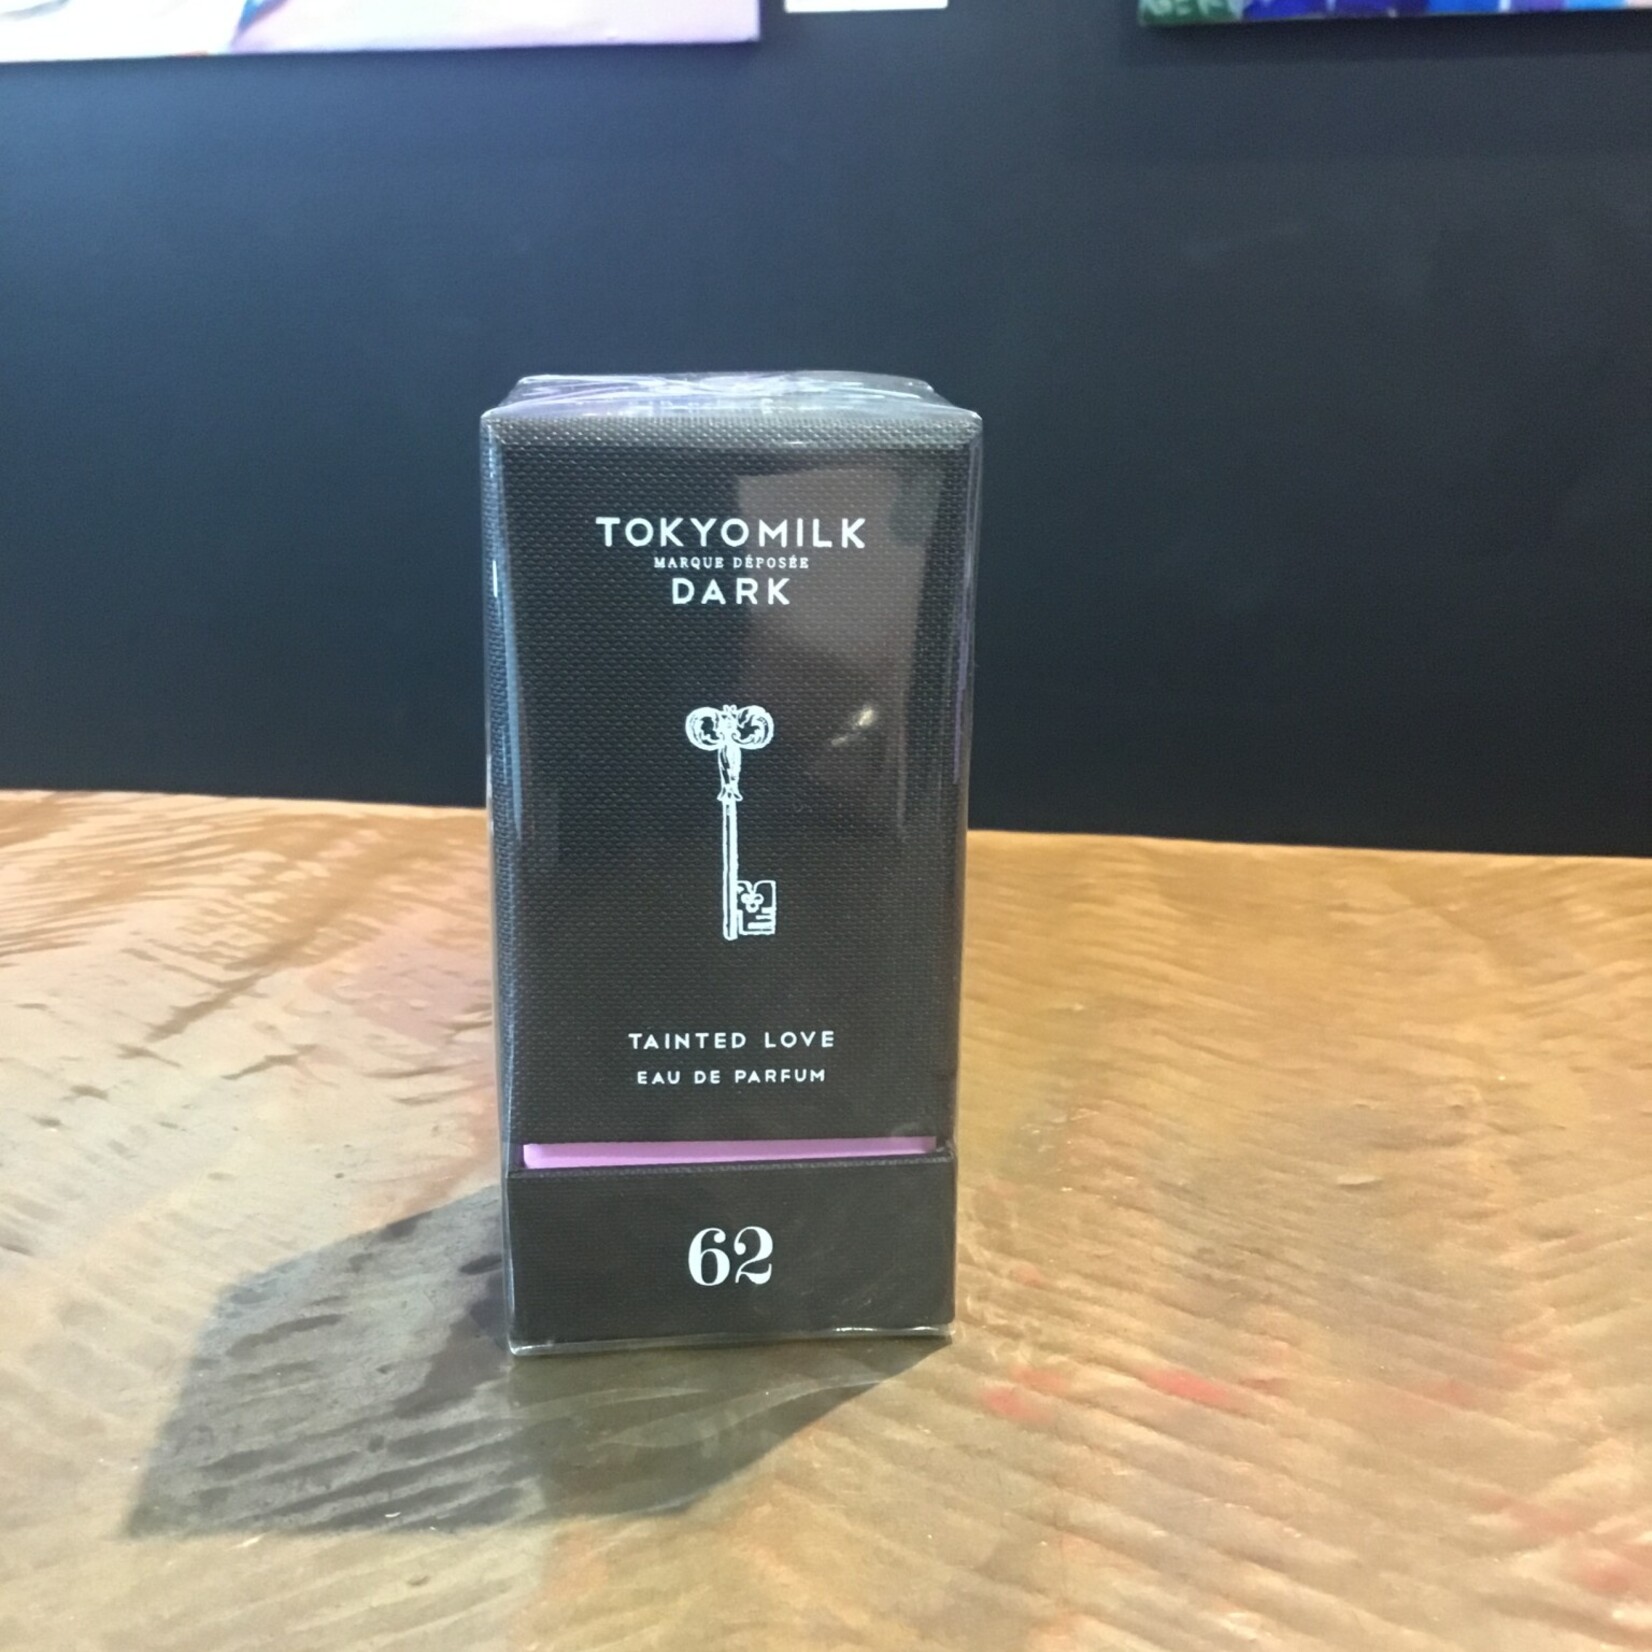 TOKYOMILK
MARQUE DÉPOSÉE
DARK
TAINTED LOVE
EAU DE PARFUM
62